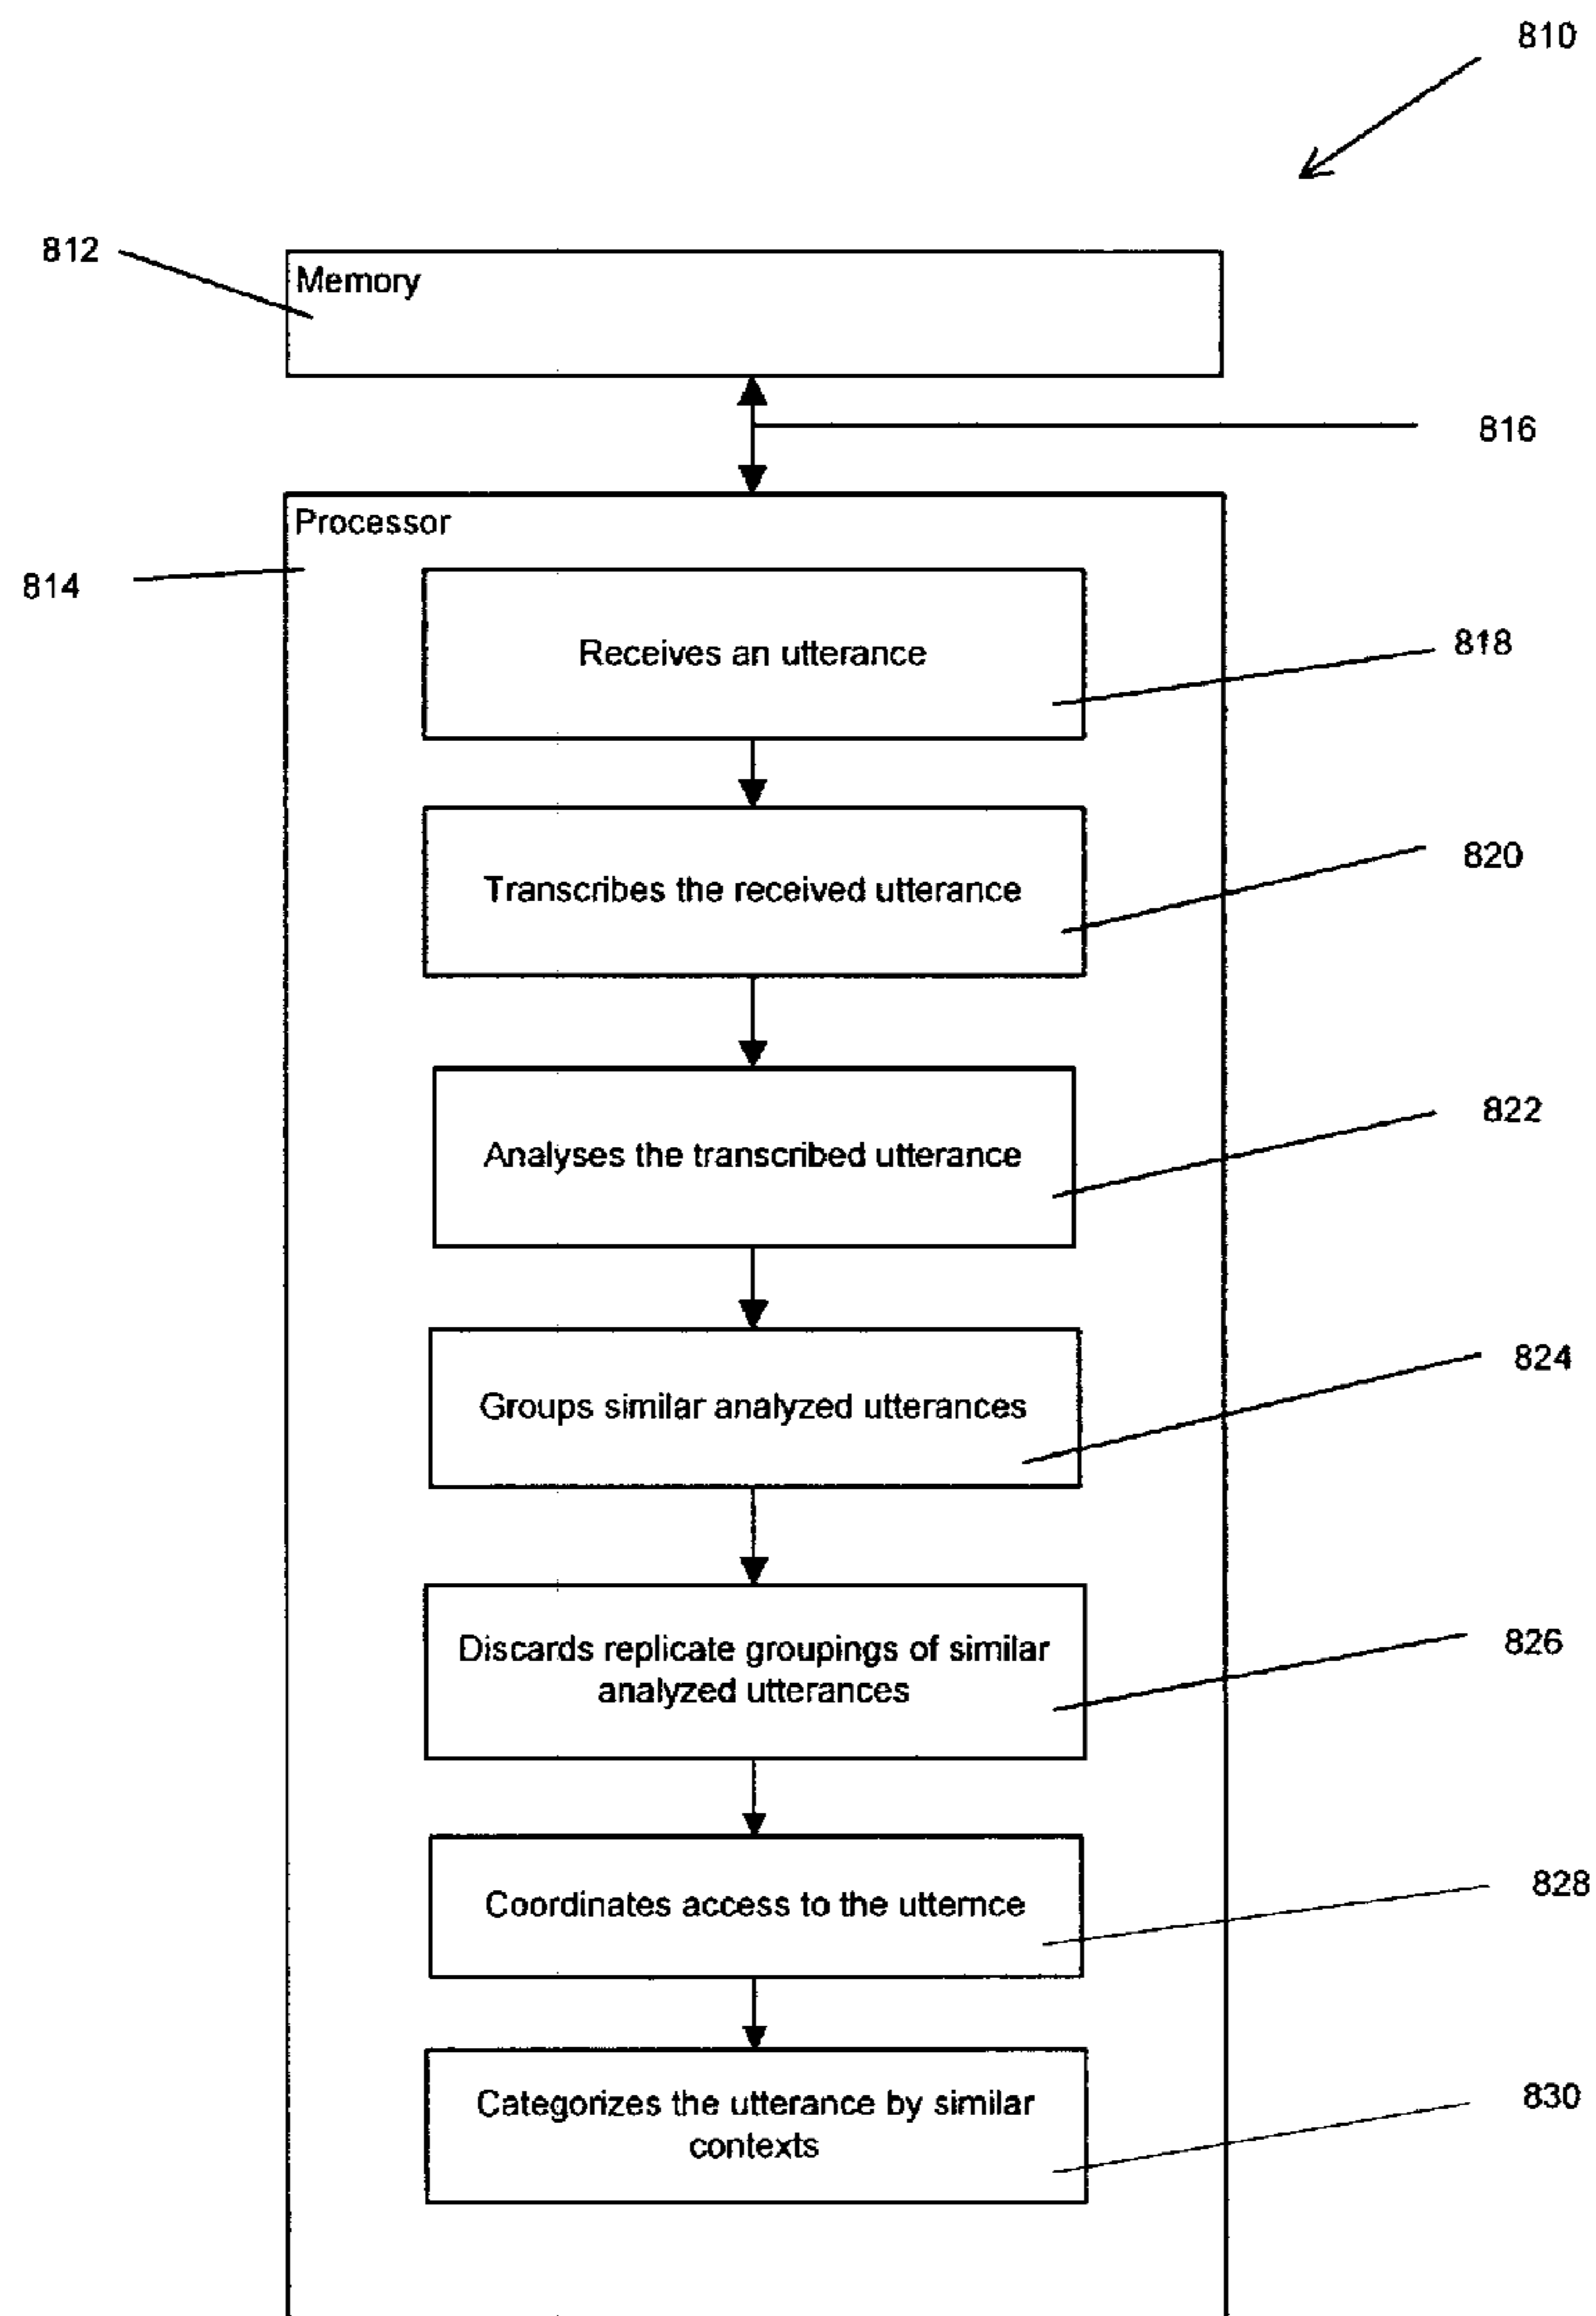 810
812
Memory
816
Processor
814
Receives an utterance
818
Transcribes the received utterance
820
Analyses the transcribed utterance
822
Groups similar analyzed utterances
824
Discards replicate groupings of similar
analyzed utterances
826
Coordinates access to the utternce
828
Categorizes the utterance by similar
contexts
830